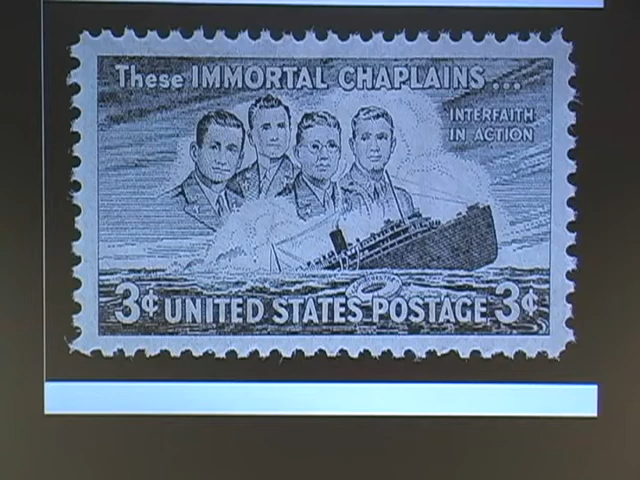 These IMMORTAL CHAPLAINS...
INTERFAITH
IN ACTION
3¢ UNITED STATES POSTAGE 3¢